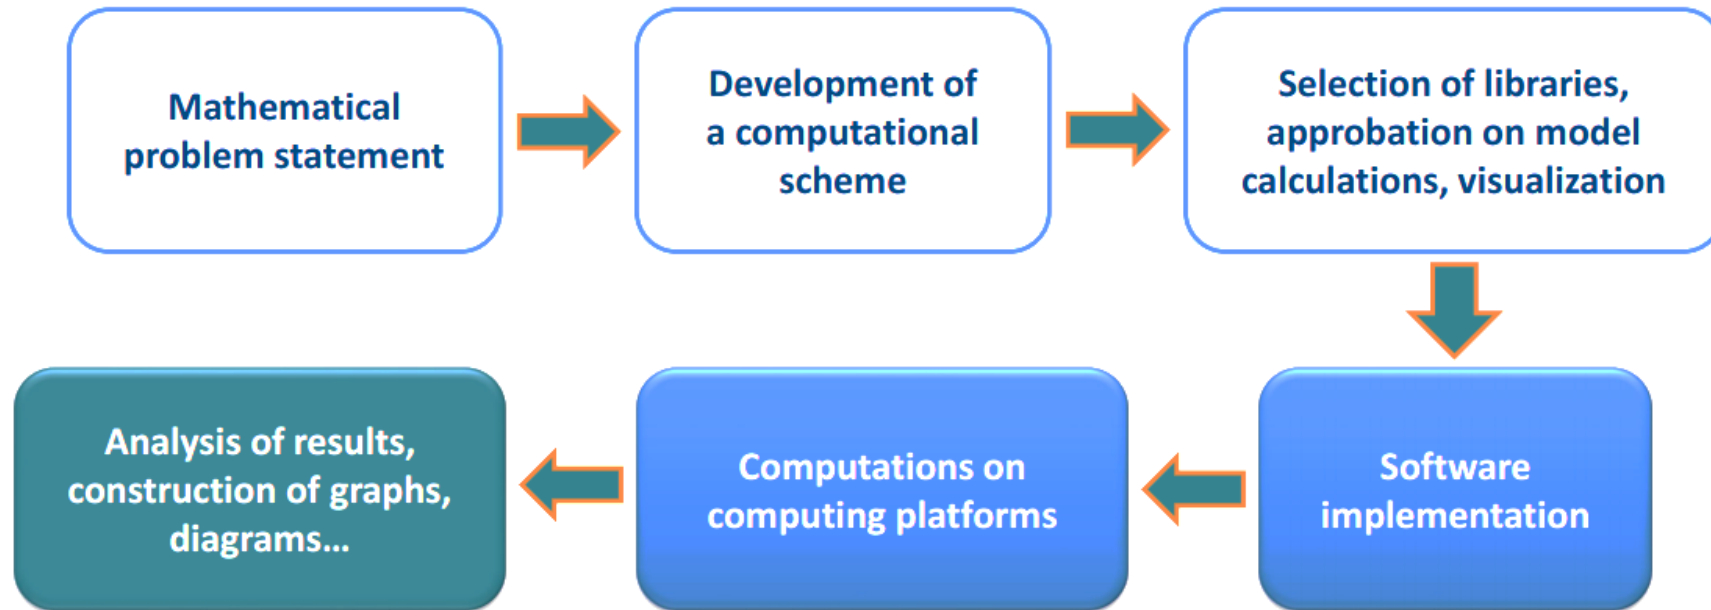 Mathematical
problem statement
Development of
a computational
scheme
Selection of libraries,
approbation on model
calculations, visualization
Software
implementation
Computations on
computing platforms
Analysis of results,
construction of graphs,
diagrams…